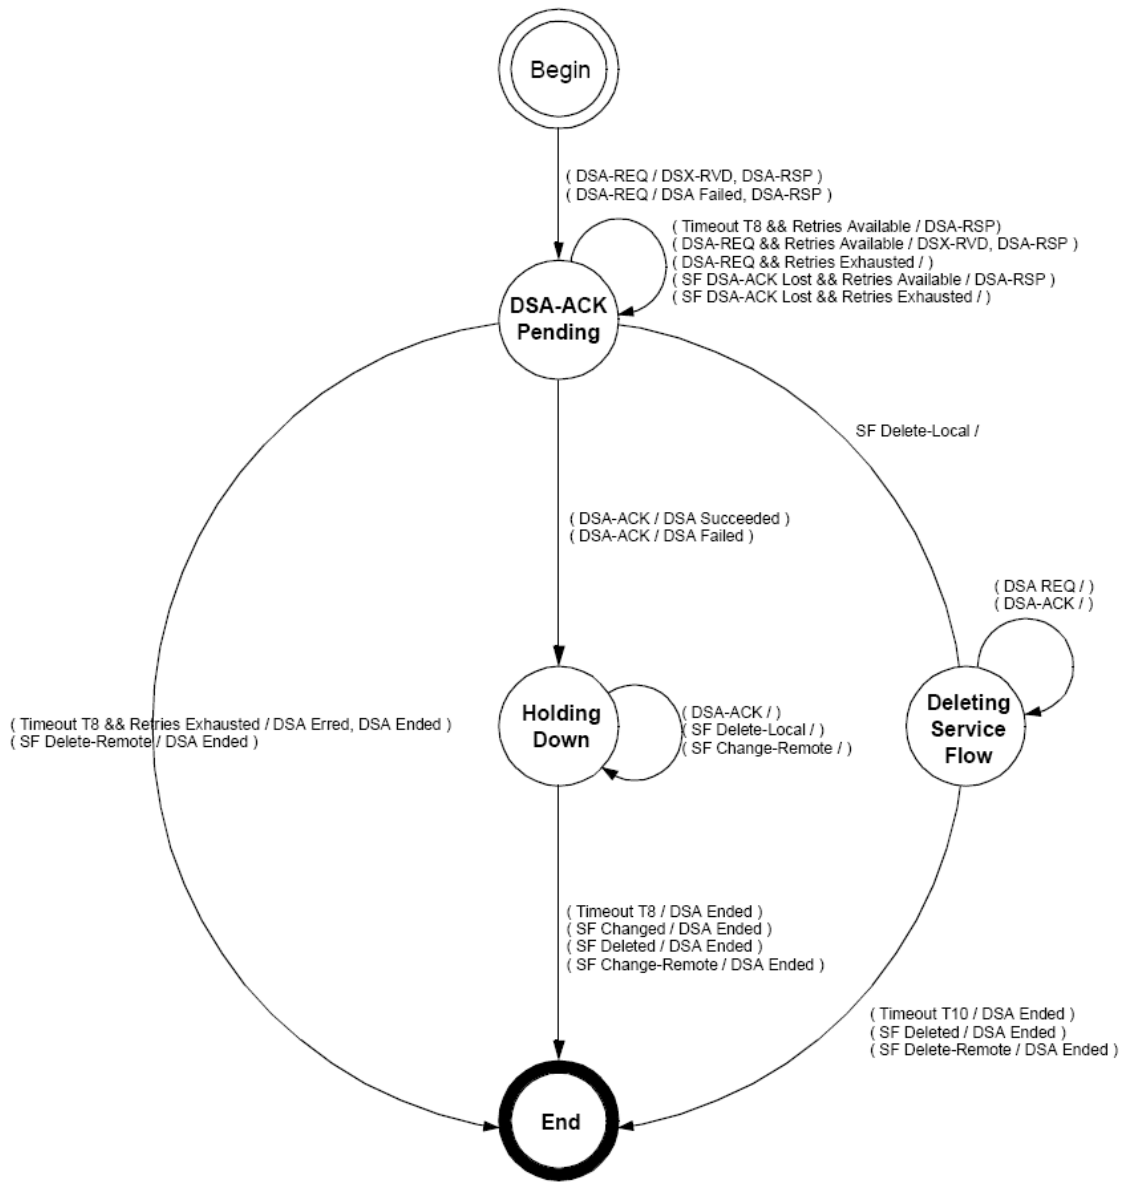 Begin
( DSA-REQ / DSX-RVD, DSA-RSP )
( DSA-REQ / DSA Failed, DSA-RSP )
( Timeout T8 && Retries Available / DSA-RSP)
( DSA-REQ && Retries Available / DSX-RVD, DSA-RSP )
( DSA-REQ && Retries Exhausted / )
( SF DSA-ACK Lost && Retries Available / DSA-RSP )
( SF DSA-ACK Lost && Retries Exhausted / )
DSA-ACK
Pending
SF Delete-Local /
( DSA-ACK / DSA Succeeded )
( DSA-ACK / DSA Failed )
( DSA REQ / )
( DSA-ACK / )
( Timeout T8 && Retries Exhausted / DSA Erred, DSA Ended )
( SF Delete-Remote / DSA Ended )
Holding
Down
( DSA-ACK / )
( SF Delete-Local / )
( SF Change-Remote / )
Deleting
Service
Flow
( Timeout T8 / DSA Ended )
( SF Changed / DSA Ended )
( SF Deleted / DSA Ended )
( SF Change-Remote / DSA Ended )
( Timeout T10 / DSA Ended )
( SF Deleted / DSA Ended )
( SF Delete-Remote / DSA Ended )
End